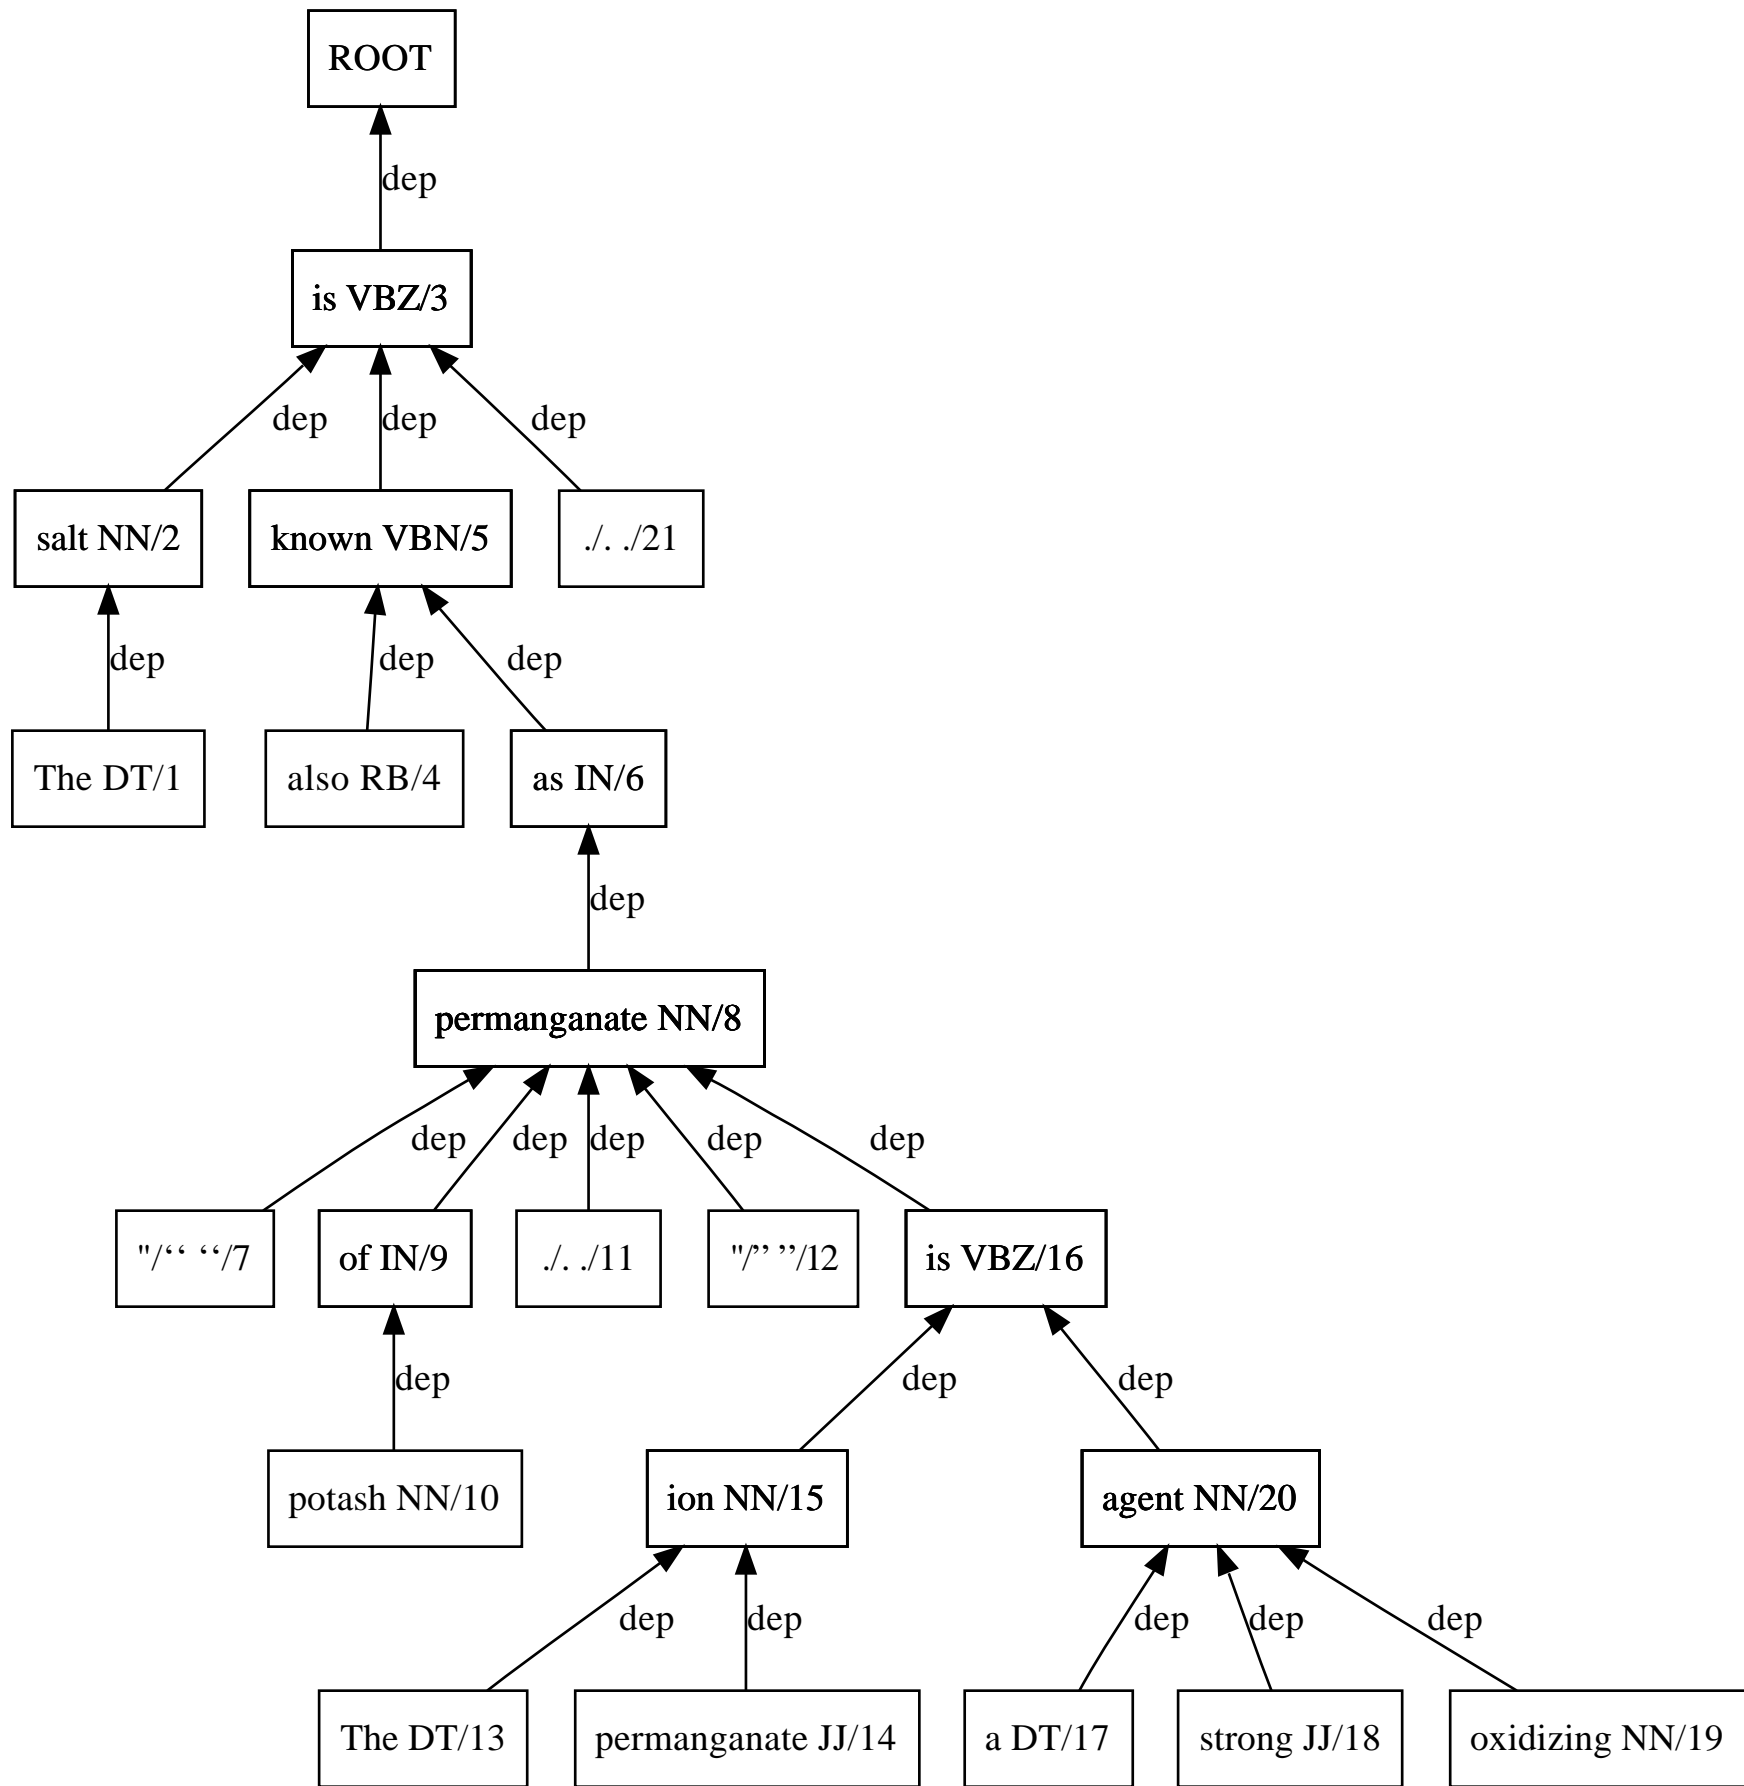 ROOT
dep
is VBZ/3
dep dep dep
salt NN/2 known VBN/5 ./. ./21
dep dep dep
The DT/1 also RB/4 as IN/6
dep
permanganate NN/8
dep dep dep dep dep
"/‘‘ ‘‘/7 of IN/9 ./. ./11 "/’’ ’’/12 is VBZ/16
dep dep dep
potash NN/10 ion NN/15 agent NN/20
dep dep dep dep dep
The DT/13 permanganate JJ/14 a DT/17 strong JJ/18 oxidizing NN/19